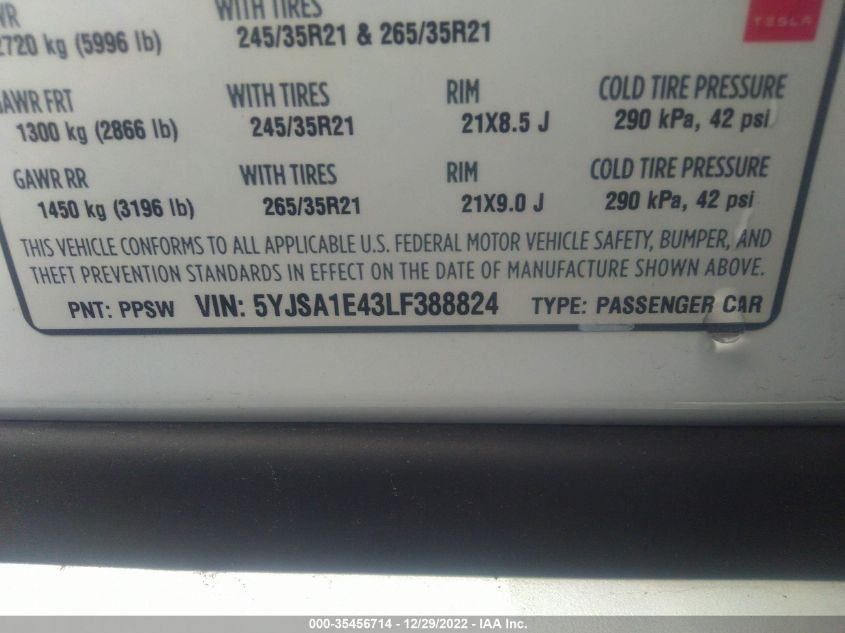 WITH TIRES
2720 kg (5996 lb) 245/35R21 & 265/35R21
TESLA
GAWR FRT WITH TIRES RIM COLD TIRE PRESSURE
1300 kg (2866 lb) 245/35R21 21X8.5 J 290 kPa, 42 psi
GAWR RR WITH TIRES RIM COLD TIRE PRESSURE
1450 kg (3196 lb) 265/35R21 21X9.0 J 290 kPa, 42 psi
THIS VEHICLE CONFORMS TO ALL APPLICABLE U.S. FEDERAL MOTOR VEHICLE SAFETY, BUMPER, AND
THEFT PREVENTION STANDARDS IN EFFECT ON THE DATE OF MANUFACTURE SHOWN ABOVE.
PNT: PPSW VIN: 5YJSA1E43LF388824 TYPE: PASSENGER CAR
000-35456714 - 12/29/2022 - IAA Inc.